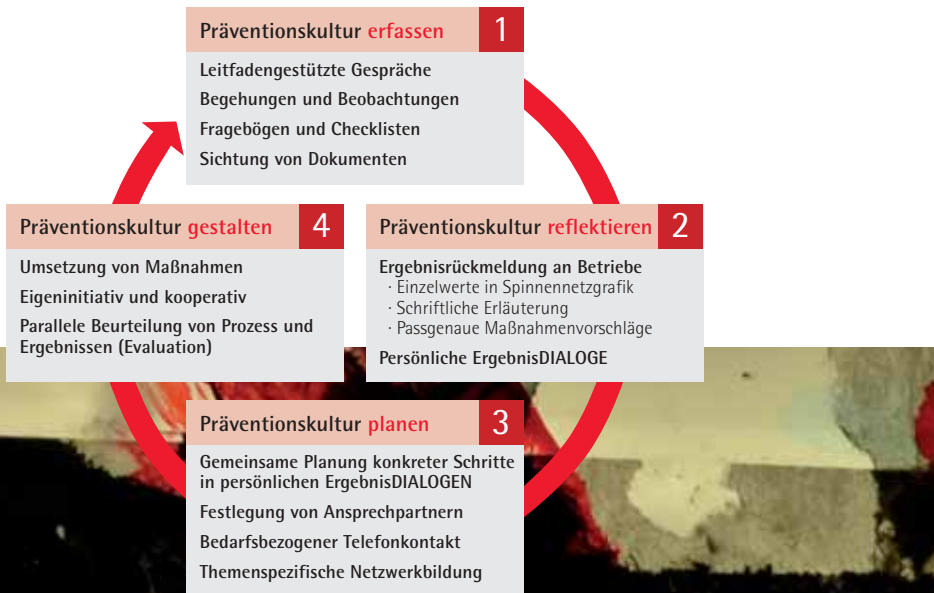 Präventionskultur erfassen 1
Leitfadengestützte Gespräche
Begehungen und Beobachtungen
Fragebögen und Checklisten
Sichtung von Dokumenten
Präventionskultur reflektieren 2
Ergebnisrückmeldung an Betriebe
· Einzelwerte in Spinnennetzgrafik
· Schriftliche Erläuterung
· Passgenaue Maßnahmenvorschläge
Persönliche ErgebnisDIALOGE
Präventionskultur planen 3
Gemeinsame Planung konkreter Schritte
in persönlichen ErgebnisDIALOGEN
Festlegung von Ansprechpartnern
Bedarfsbezogener Telefonkontakt
Themenspezifische Netzwerkbildung
Präventionskultur gestalten 4
Umsetzung von Maßnahmen
Eigeninitiativ und kooperativ
Parallele Beurteilung von Prozess und
Ergebnissen (Evaluation)